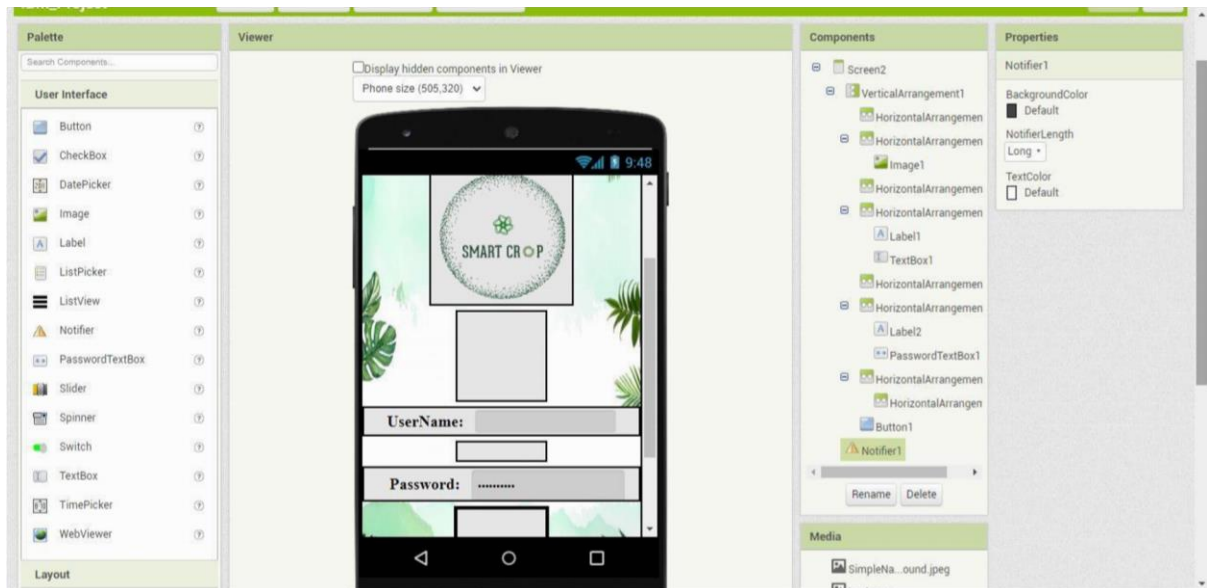 Palette
Search Components...
User Interface
Button
CheckBox
DatePicker
Image
Label
ListPicker
ListView
Notifier
PasswordTextBox
Slider
Spinner
Switch
TextBox
TimePicker
WebViewer
Layout
Viewer
Display hidden components in Viewer
Phone size (505,320)
9:48
SMART CROP
UserName:
Password:
Components
Screen2
VerticalArrangement1
HorizontalArrangemen
HorizontalArrangemen
Image1
HorizontalArrangemen
HorizontalArrangemen
Label1
TextBox1
HorizontalArrangemen
HorizontalArrangemen
Label2
PasswordTextBox1
HorizontalArrangemen
HorizontalArrangen
Button1
Notifier1
Rename Delete
Media
SimpleNa...ound.jpeg
Properties
Notifier1
BackgroundColor
Default
NotifierLength
Long
TextColor
Default